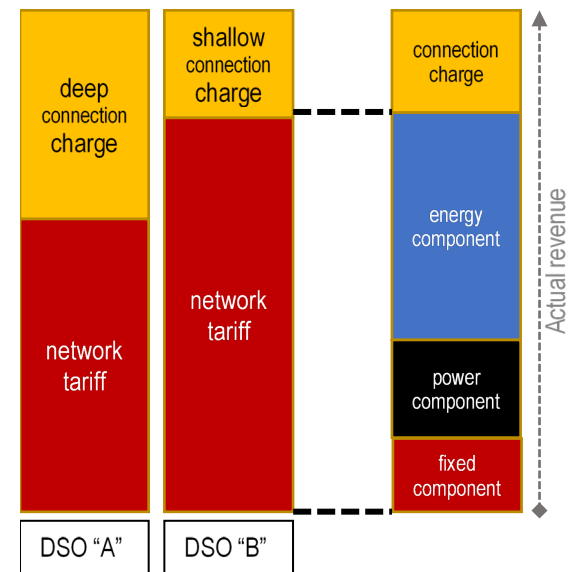 deep
connection
charge
network
tariff
DSO “A”
shallow
connection
charge
network
tariff
DSO “B”
connection
charge
energy
component
power
component
fixed
component
Actual revenue